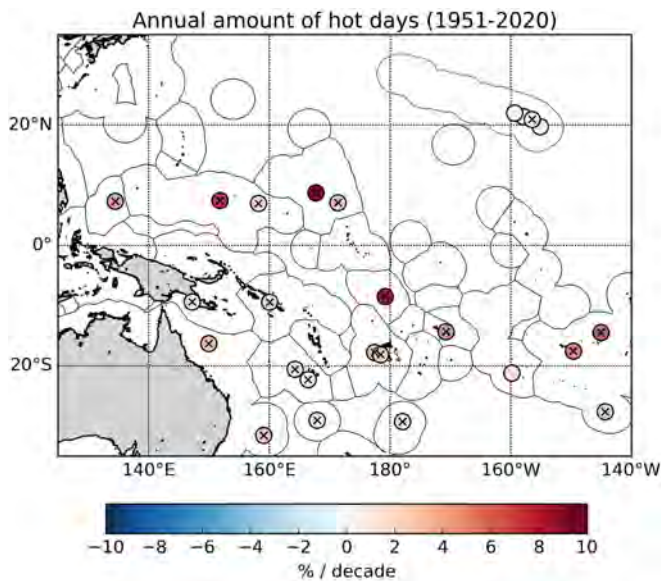 Annual amount of hot days (1951-2020)
20°N
0°
20°S
140°E 160°E 180° 160°W 140°W
−10 −8 −6 −4 −2 0 2 4 6 8 10
% / decade